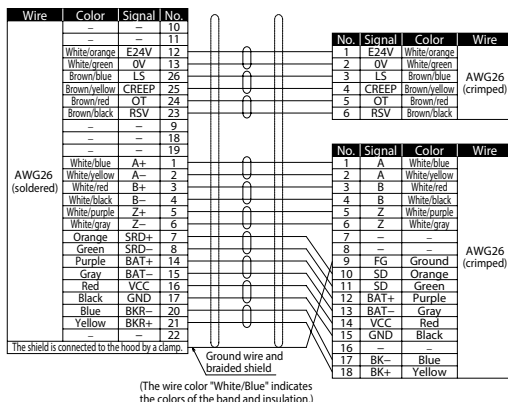 Wire Color Signal No.
– – 10
– – 11
White/orange E24V 12
White/green 0V 13
Brown/blue LS 26
Brown/yellow CREEP 25
Brown/red OT 24
Brown/black RSV 23
– – 9
– – 18
– – 19
White/blue A+ 1
White/yellow A– 2
White/red B+ 3
White/black B– 4
White/purple Z+ 5
White/gray Z– 6
Orange SRD+ 7
Green SRD– 8
Purple BAT+ 14
Gray BAT– 15
Red VCC 16
Black GND 17
Blue BKR– 20
Yellow BKR+ 21
– – 22
AWG26
(soldered)
The shield is connected to the hood by a clamp.
No. Signal Color Wire
1 E24V White/orange
2 0V White/green
3 LS Brown/blue
4 CREEP Brown/yellow
5 OT Brown/red
6 RSV Brown/black
AWG26
(crimped)
No. Signal Color Wire
1 A White/blue
2 A White/yellow
3 B White/red
4 B White/black
5 Z White/purple
6 Z White/gray
7 – –
8 – –
9 FG Ground
10 SD Orange
11 SD Green
12 BAT+ Purple
13 BAT– Gray
14 VCC Red
15 GND Black
16 – –
17 BK– Blue
18 BK+ Yellow
AWG26
(crimped)
Ground wire and
braided shield
(The wire color "White/Blue" indicates
the colors of the band and insulation.)